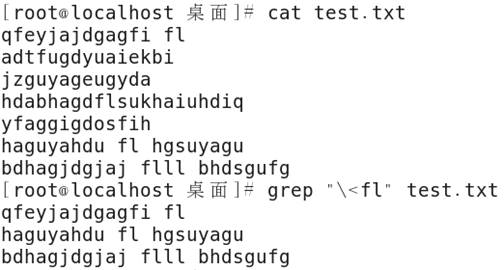 [root@localhost 桌面]# cat test.txt
qfeyjajdgagfi fl
adtfugdyuaiekbi
jzguyageugyda
hdabhagdflsukhaiuhdiq
yfaggigdosfih
haguyahdu fl hgsuyagu
bdhagjdgjaj flll bhdsgufg
[root@localhost 桌面]# grep "\<fl" test.txt
qfeyjajdgagfi fl
haguyahdu fl hgsuyagu
bdhagjdgjaj flll bhdsgufg